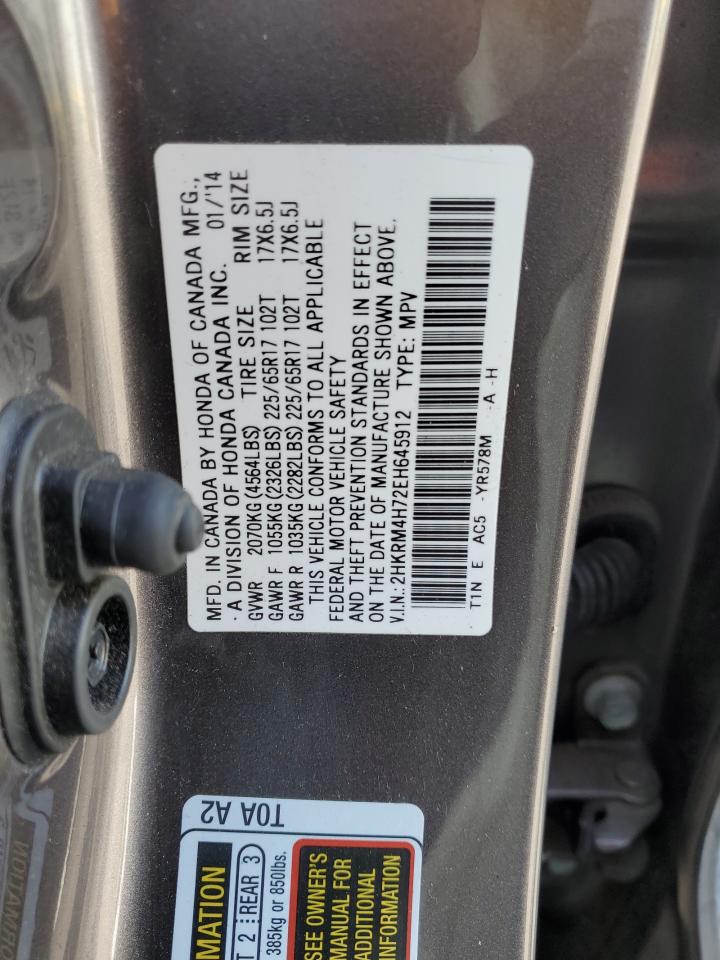 MFD. IN CANADA BY HONDA OF CANADA MFG.,
A DIVISION OF HONDA CANADA INC. 01/'14
GVWR 2070KG (4564LBS) TIRE SIZE RIM SIZE
GAWR F 1055KG (2326LBS) 225/65R17 102T 17X6.5J
GAWR R 1035KG (2282LBS) 225/65R17 102T 17X6.5J
THIS VEHICLE CONFORMS TO ALL APPLICABLE
FEDERAL MOTOR VEHICLE SAFETY
AND THEFT PREVENTION STANDARDS IN EFFECT
ON THE DATE OF MANUFACTURE SHOWN ABOVE.
V.I.N.: 2HKRM4H72EH645912 TYPE: MPV
T1N E AC5 -YR578M -A -H
T0A A2
MATION
T 2 REAR 3
385kg or 850lbs.
SEE OWNER'S
MANUAL FOR
ADDITIONAL
INFORMATION